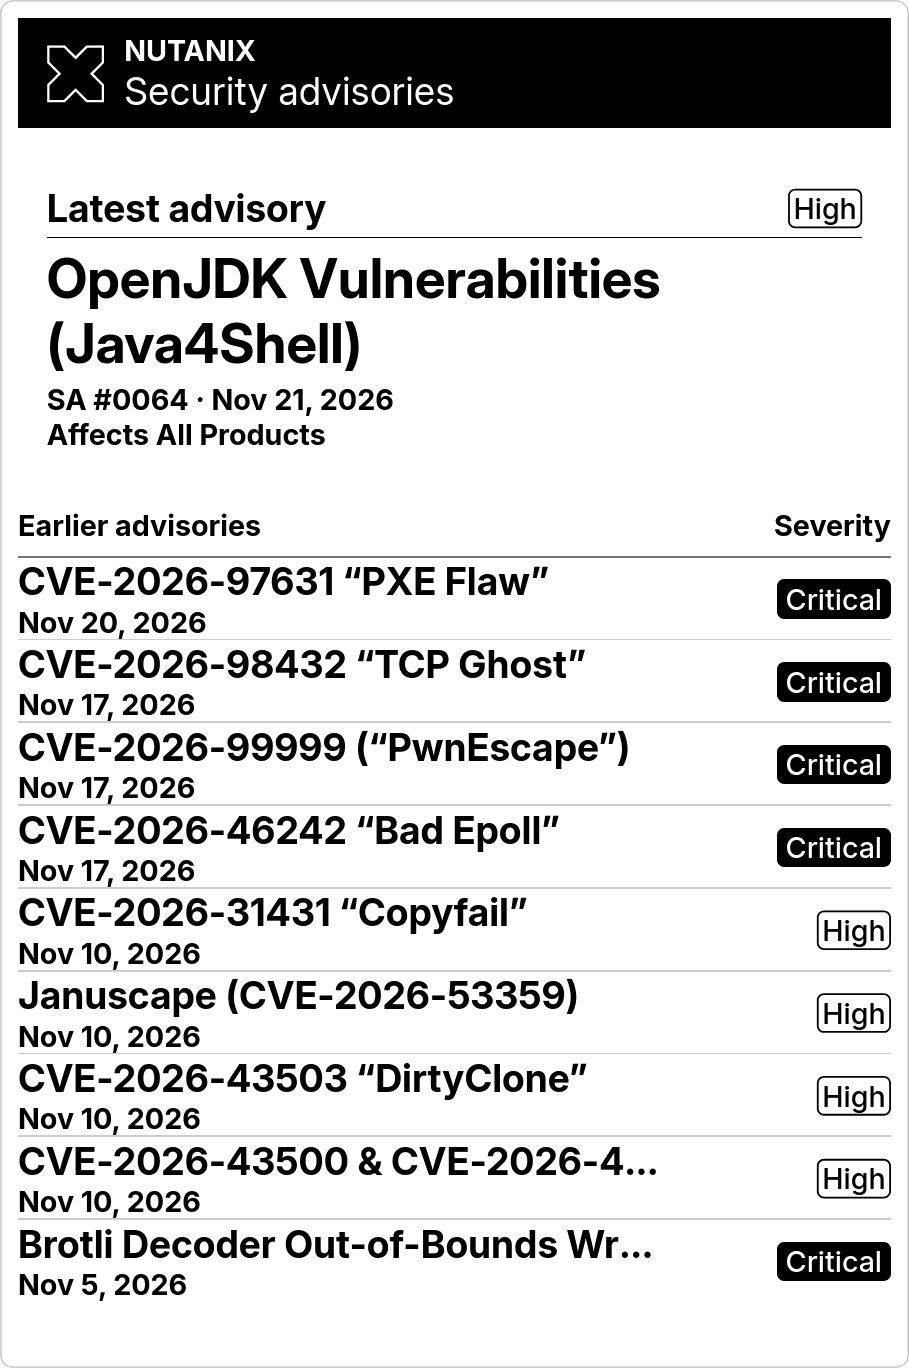 NUTANIX
Security advisories
Latest advisory
High
OpenJDK Vulnerabilities
(Java4Shell)
SA #0064 · Nov 21, 2026
Affects All Products
Earlier advisories
Severity
CVE-2026-97631 “PXE Flaw”
Nov 20, 2026
Critical
CVE-2026-98432 “TCP Ghost”
Nov 17, 2026
Critical
CVE-2026-99999 (“PwnEscape”)
Nov 17, 2026
Critical
CVE-2026-46242 “Bad Epoll”
Nov 17, 2026
Critical
CVE-2026-31431 “Copyfail”
Nov 10, 2026
High
Januscape (CVE-2026-53359)
Nov 10, 2026
High
CVE-2026-43503 “DirtyClone”
Nov 10, 2026
High
CVE-2026-43500 & CVE-2026-4...
Nov 10, 2026
High
Brotli Decoder Out-of-Bounds Wr...
Nov 5, 2026
Critical